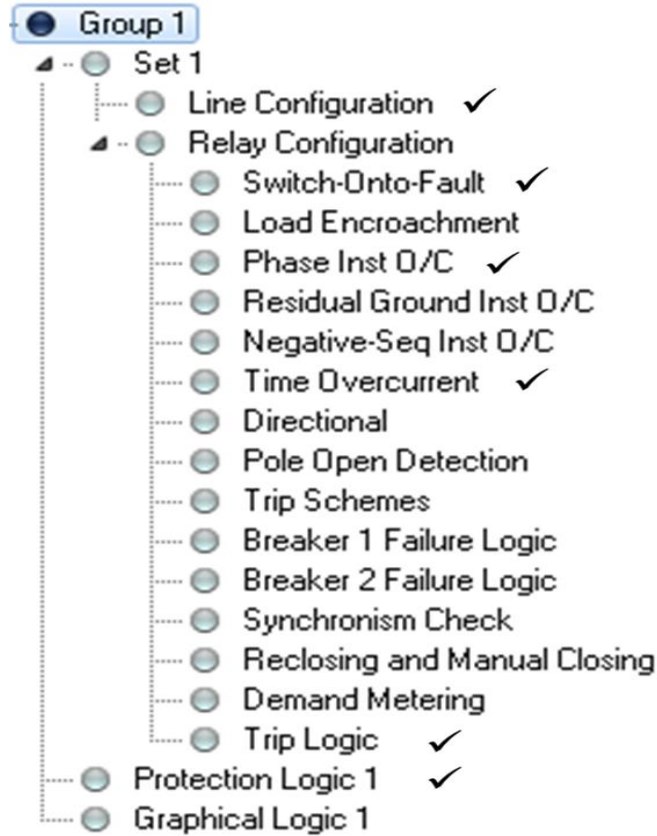 Group 1
Set 1
Line Configuration
Relay Configuration
Switch-Onto-Fault
Load Encroachment
Phase Inst O/C
Residual Ground Inst O/C
Negative-Seq Inst O/C
Time Overcurrent
Directional
Pole Open Detection
Trip Schemes
Breaker 1 Failure Logic
Breaker 2 Failure Logic
Synchronism Check
Reclosing and Manual Closing
Demand Metering
Trip Logic
Protection Logic 1
Graphical Logic 1